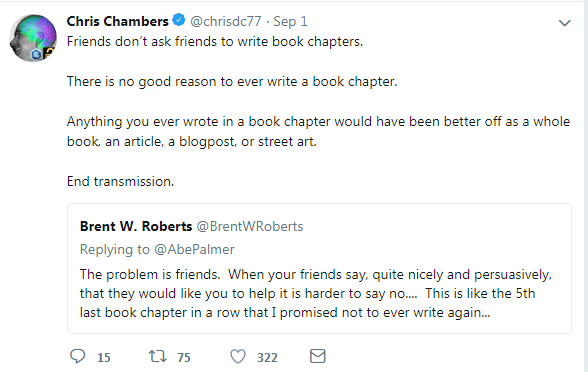 Chris Chambers @chrisdc77 · Sep 1
Friends don't ask friends to write book chapters.
There is no good reason to ever write a book chapter.
Anything you ever wrote in a book chapter would have been better off as a whole
book, an article, a blogpost, or street art.
End transmission.
Brent W. Roberts @BrentWRoberts
Replying to @AbePalmer
The problem is friends.  When your friends say, quite nicely and persuasively,
that they would like you to help it is harder to say no....  This is like the 5th
last book chapter in a row that I promised not to ever write again...
15 75 322